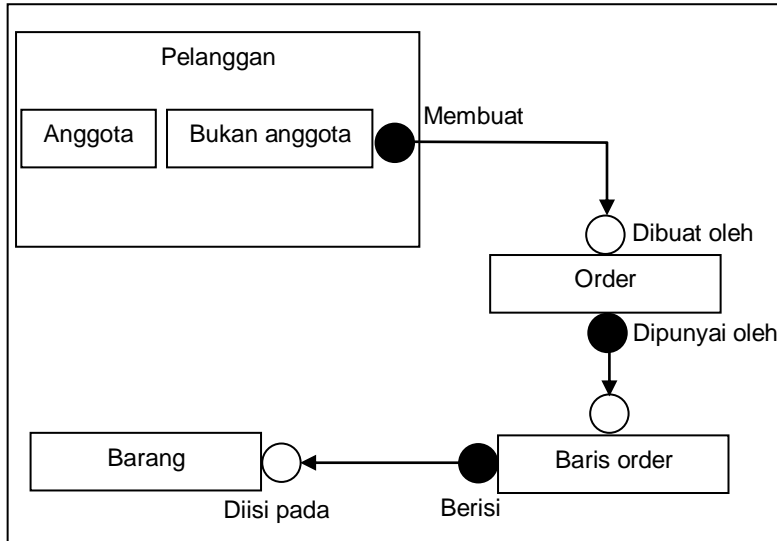 Pelanggan
Anggota
Bukan anggota
Membuat
Dibuat oleh
Order
Dipunyai oleh
Barang
Baris order
Diisi pada
Berisi